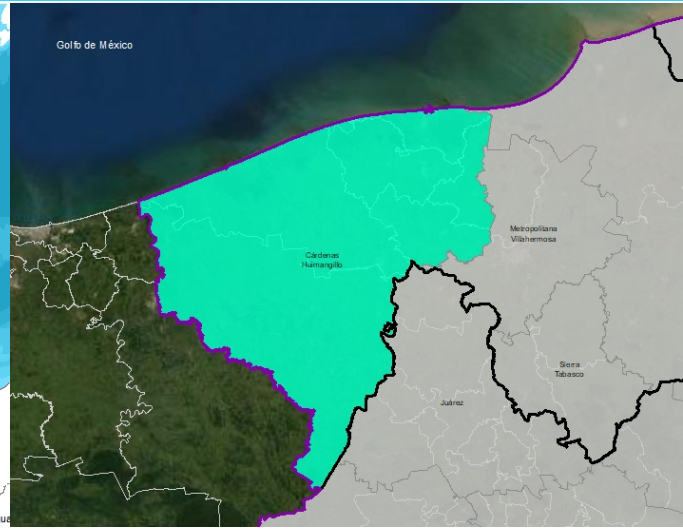 Golfo de México
Metropolitana
Villahermosa
Cárdenas
Huimanguillo
Sierra
Tabasco
Juárez